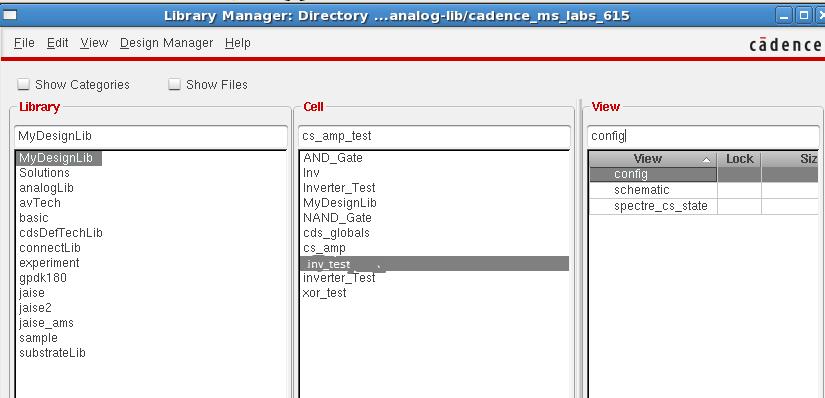 Library Manager: Directory ...analog-lib/cadence_ms_labs_615
File Edit View Design Manager Help
cādence
Show Categories Show Files
Library Cell View
MyDesignLib cs_amp_test config
MyDesignLib AND_Gate View Lock Siz
Solutions Inv config
analogLib Inverter_Test schematic
avTech MyDesignLib spectre_cs_state
basic NAND_Gate
cdsDefTechLib cds_globals
connectLib cs_amp
experiment inv_test
gpdk180 inverter_Test
jaise xor_test
jaise2
jaise_ams
sample
substrateLib